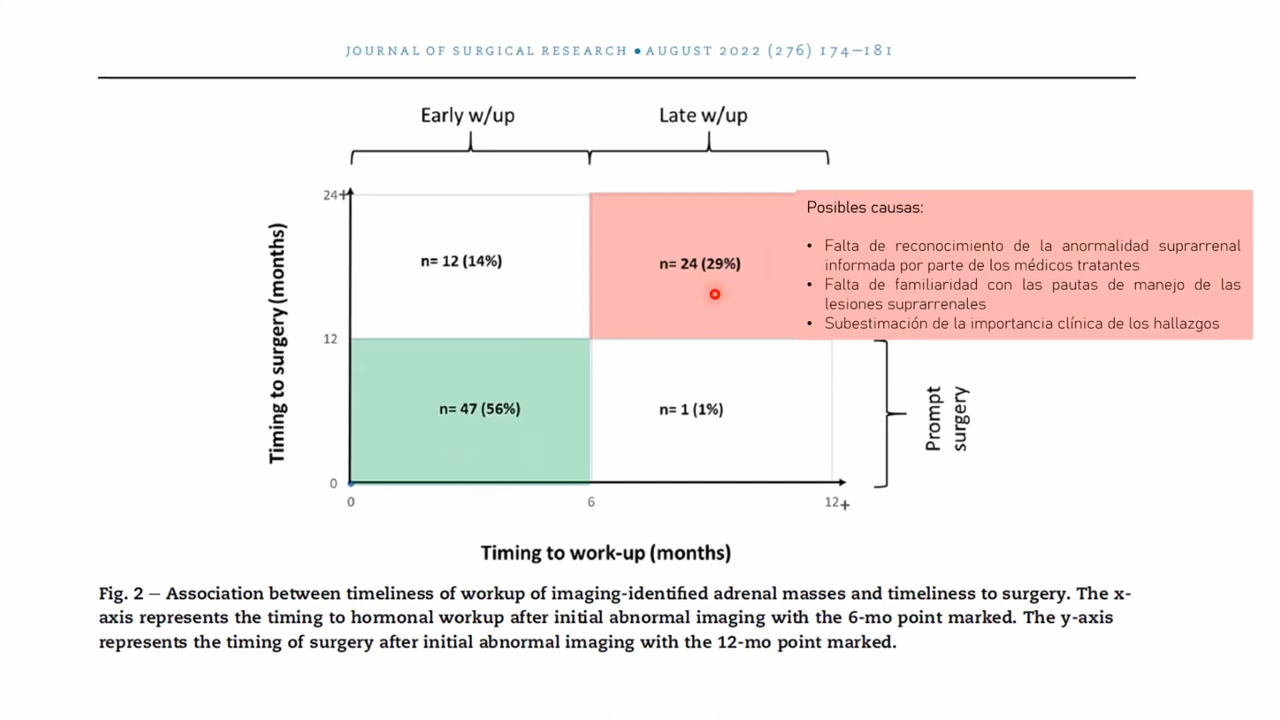 JOURNAL OF SURGICAL RESEARCH ● AUGUST 2022 (276) 174–181
Early w/up
Late w/up
24+
n= 12 (14%)
n= 24 (29%)
Posibles causas:
• Falta de reconocimiento de la anormalidad suprarrenal
informada por parte de los médicos tratantes
• Falta de familiaridad con las pautas de manejo de las
lesiones suprarrenales
• Subestimación de la importancia clínica de los hallazgos
Timing to surgery (months)
12
n= 47 (56%)
n= 1 (1%)
Prompt
surgery
0
0
6
12+
Timing to work-up (months)
Fig. 2 — Association between timeliness of workup of imaging-identified adrenal masses and timeliness to surgery. The x-
axis represents the timing to hormonal workup after initial abnormal imaging with the 6-mo point marked. The y-axis
represents the timing of surgery after initial abnormal imaging with the 12-mo point marked.